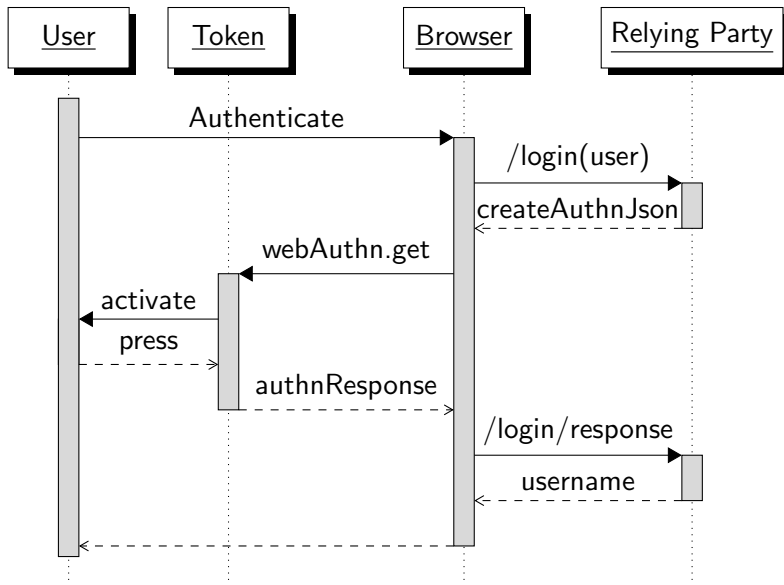 User
Token
Browser
Relying Party
Authenticate
/login(user)
createAuthnJson
webAuthn.get
activate
press
authnResponse
/login/response
username